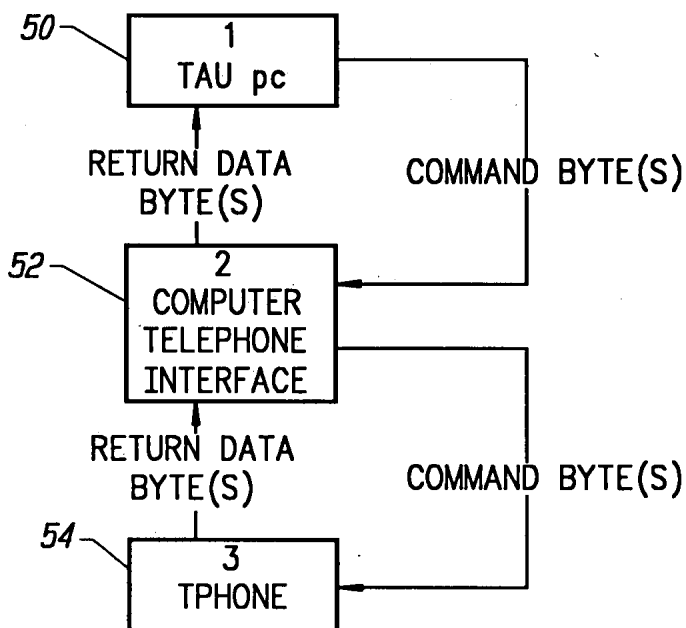 50
1
TAU pc
RETURN DATA
BYTE(S)
COMMAND BYTE(S)
52
2
COMPUTER
TELEPHONE
INTERFACE
RETURN DATA
BYTE(S)
COMMAND BYTE(S)
54
3
TPHONE